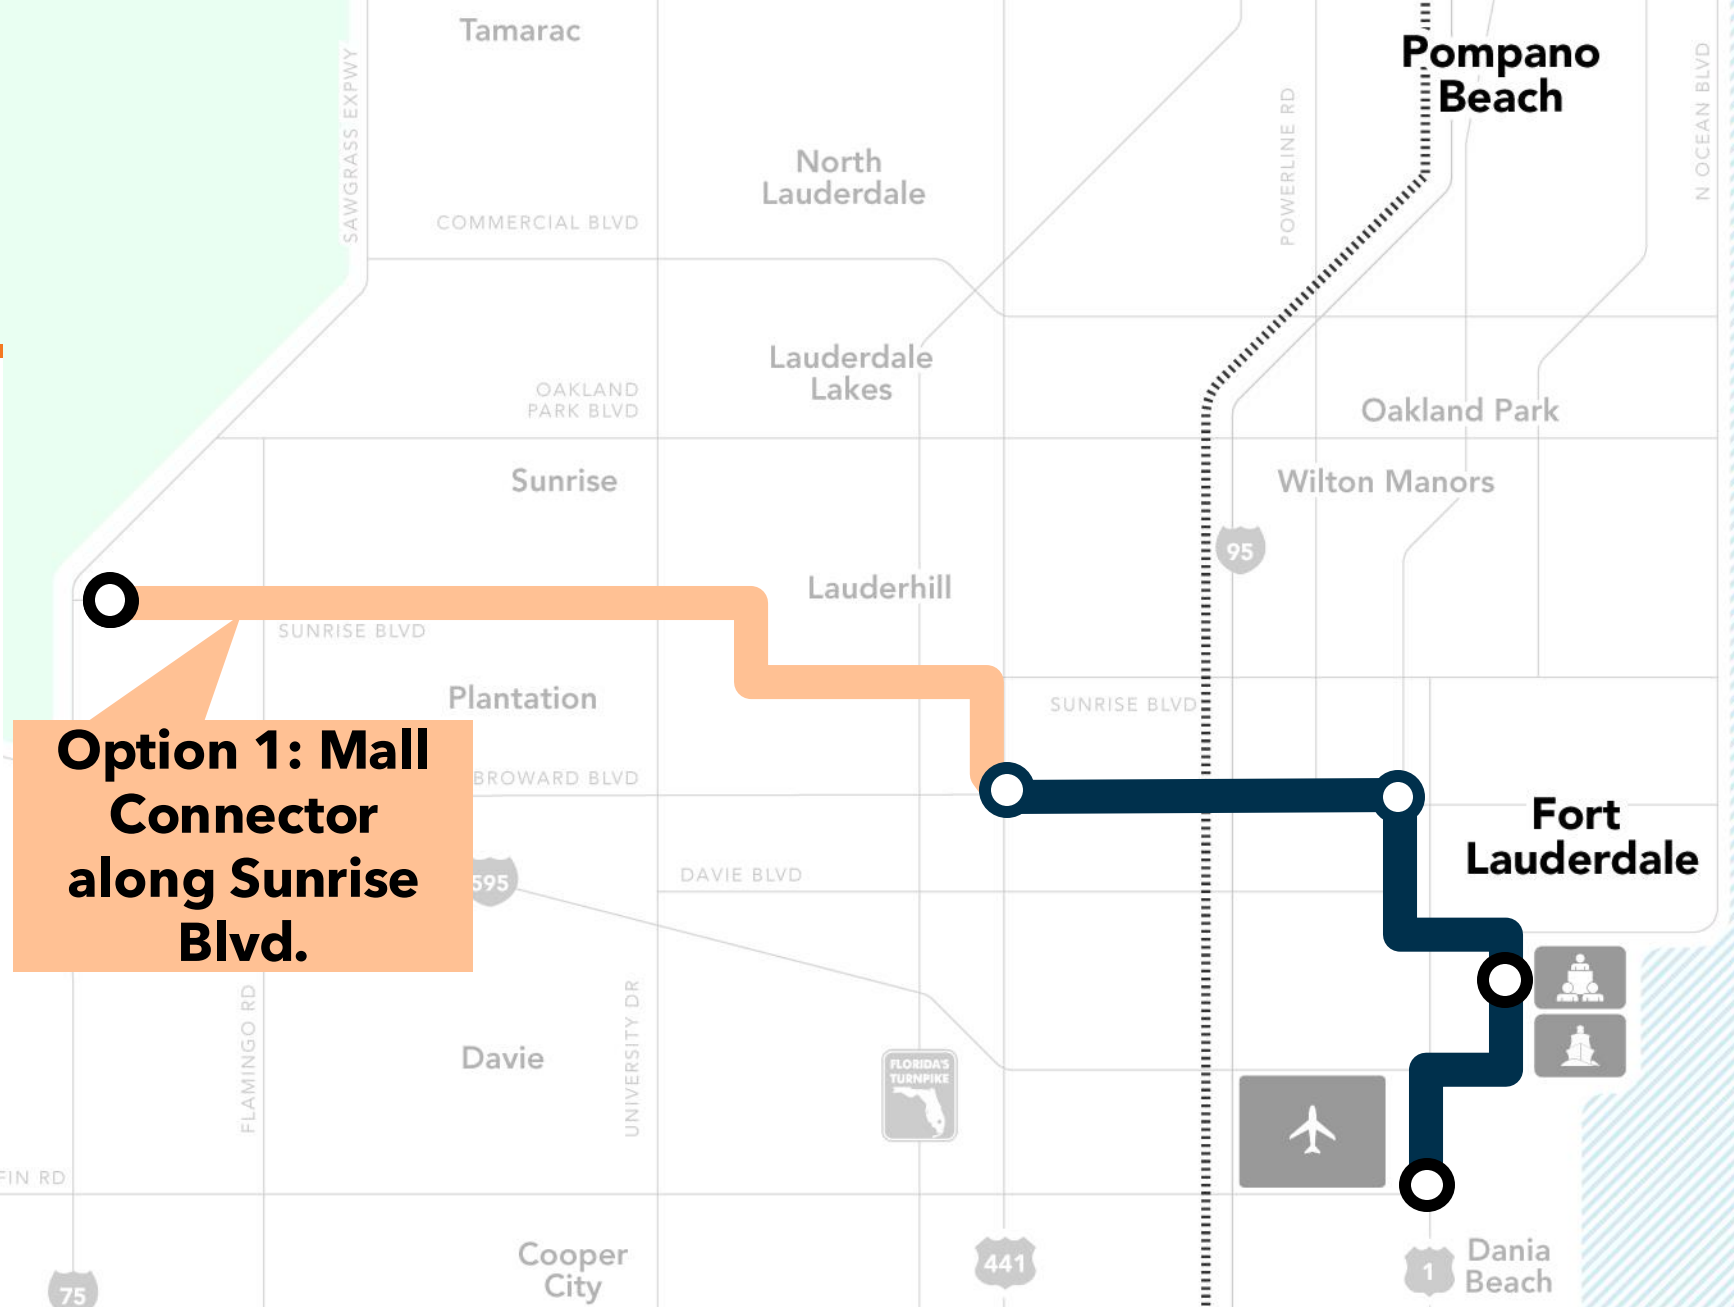 Tamarac
Pompano
Beach
SAWGRASS EXPWY
POWERLINE RD
N OCEAN BLVD
North
Lauderdale
COMMERCIAL BLVD
Lauderdale
Lakes
OAKLAND
PARK BLVD
Oakland Park
Sunrise
Wilton Manors
95
Lauderhill
SUNRISE BLVD
Plantation
SUNRISE BLVD
Option 1: Mall
Connector
along Sunrise
Blvd.
BROWARD BLVD
Fort
Lauderdale
595
DAVIE BLVD
FLAMINGO RD
UNIVERSITY DR
Davie
FLORIDA'S
TURNPIKE
FIN RD
Cooper
City
441
1
Dania
Beach
75